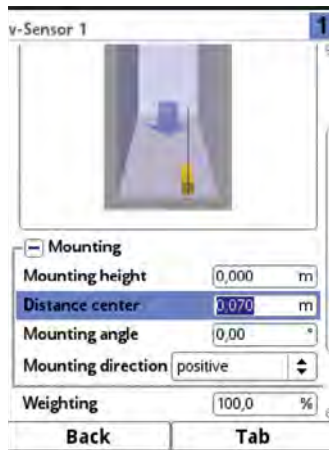 v-Sensor 1 1
Mounting
Mounting height 0,000 m
Distance center 0,070 m
Mounting angle 0,00 °
Mounting direction positive
Weighting 100,0 %
Back Tab